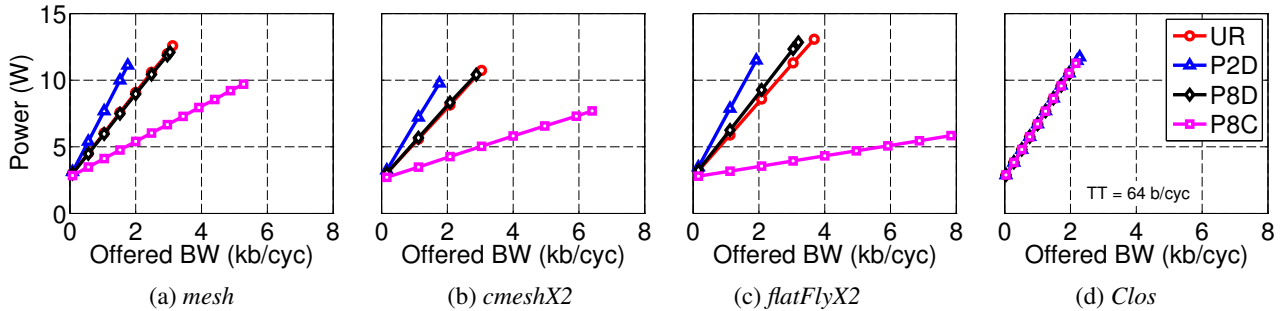 Power (W)
15
10
5
0
0 2 4 6 8
Offered BW (kb/cyc)
(a) mesh
0 2 4 6 8
Offered BW (kb/cyc)
(b) cmeshX2
0 2 4 6 8
Offered BW (kb/cyc)
(c) flatFlyX2
UR
P2D
P8D
P8C
TT = 64 b/cyc
0 2 4 6 8
Offered BW (kb/cyc)
(d) Clos